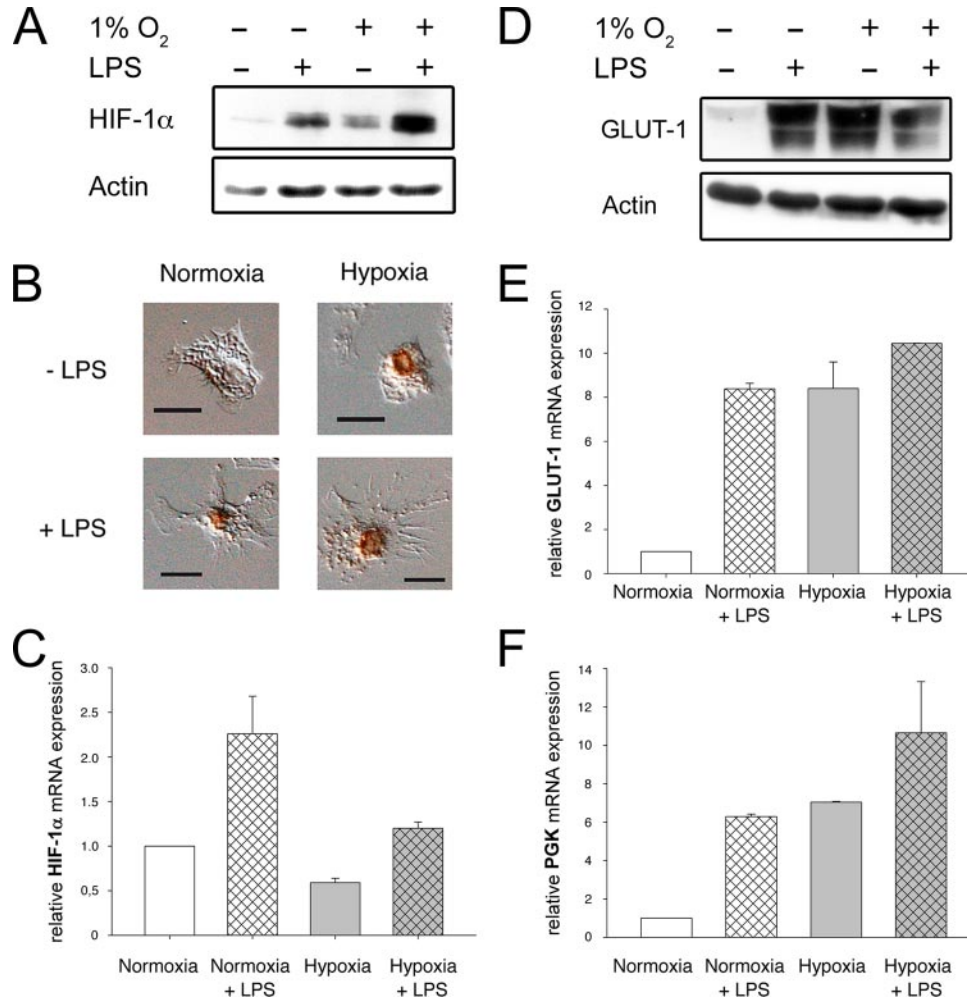 A
1% O₂ – – + +
LPS – + – +
HIF-1α
Actin
B
Normoxia Hypoxia
- LPS
+ LPS
C
relative HIF-1α mRNA expression
3.0
2.5
2.0
1.5
1.0
0,5
0
Normoxia Normoxia Hypoxia Hypoxia
+ LPS + LPS
D
1% O₂ – – + +
LPS – + – +
GLUT-1
Actin
E
relative GLUT-1 mRNA expression
12
10
8
6
4
2
0
Normoxia Normoxia Hypoxia Hypoxia
+ LPS + LPS
F
relative PGK mRNA expression
14
12
10
8
6
4
2
0
Normoxia Normoxia Hypoxia Hypoxia
+ LPS + LPS